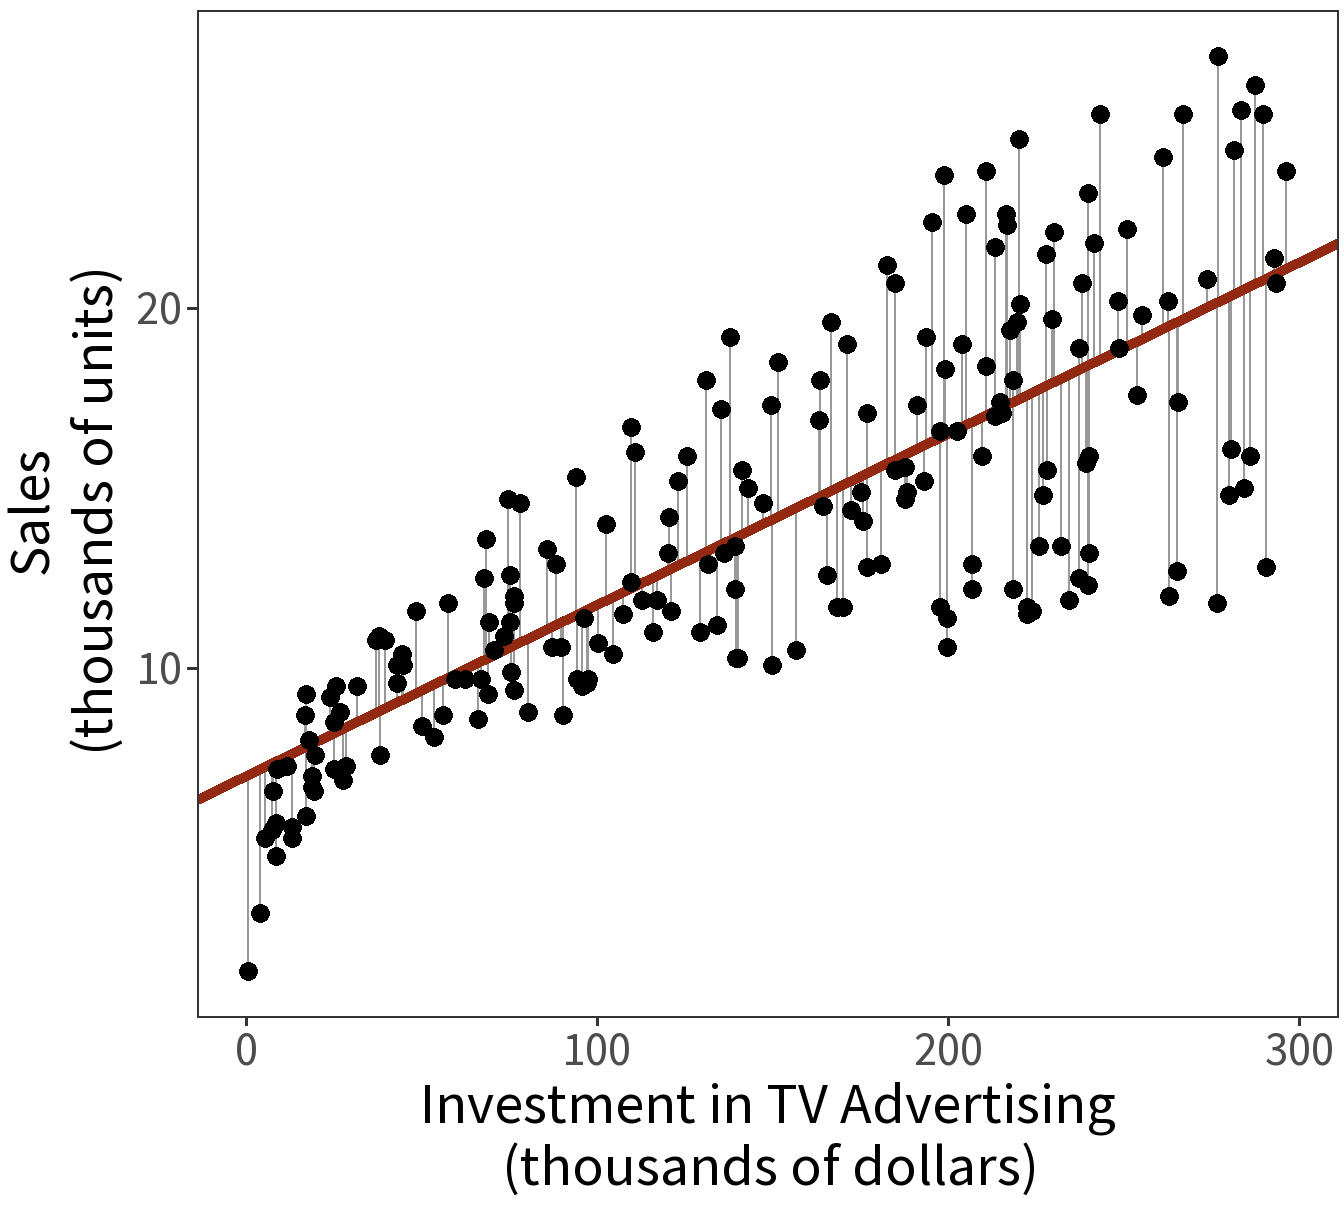 Sales
(thousands of units)
20
10
0 100 200 300
Investment in TV Advertising
(thousands of dollars)